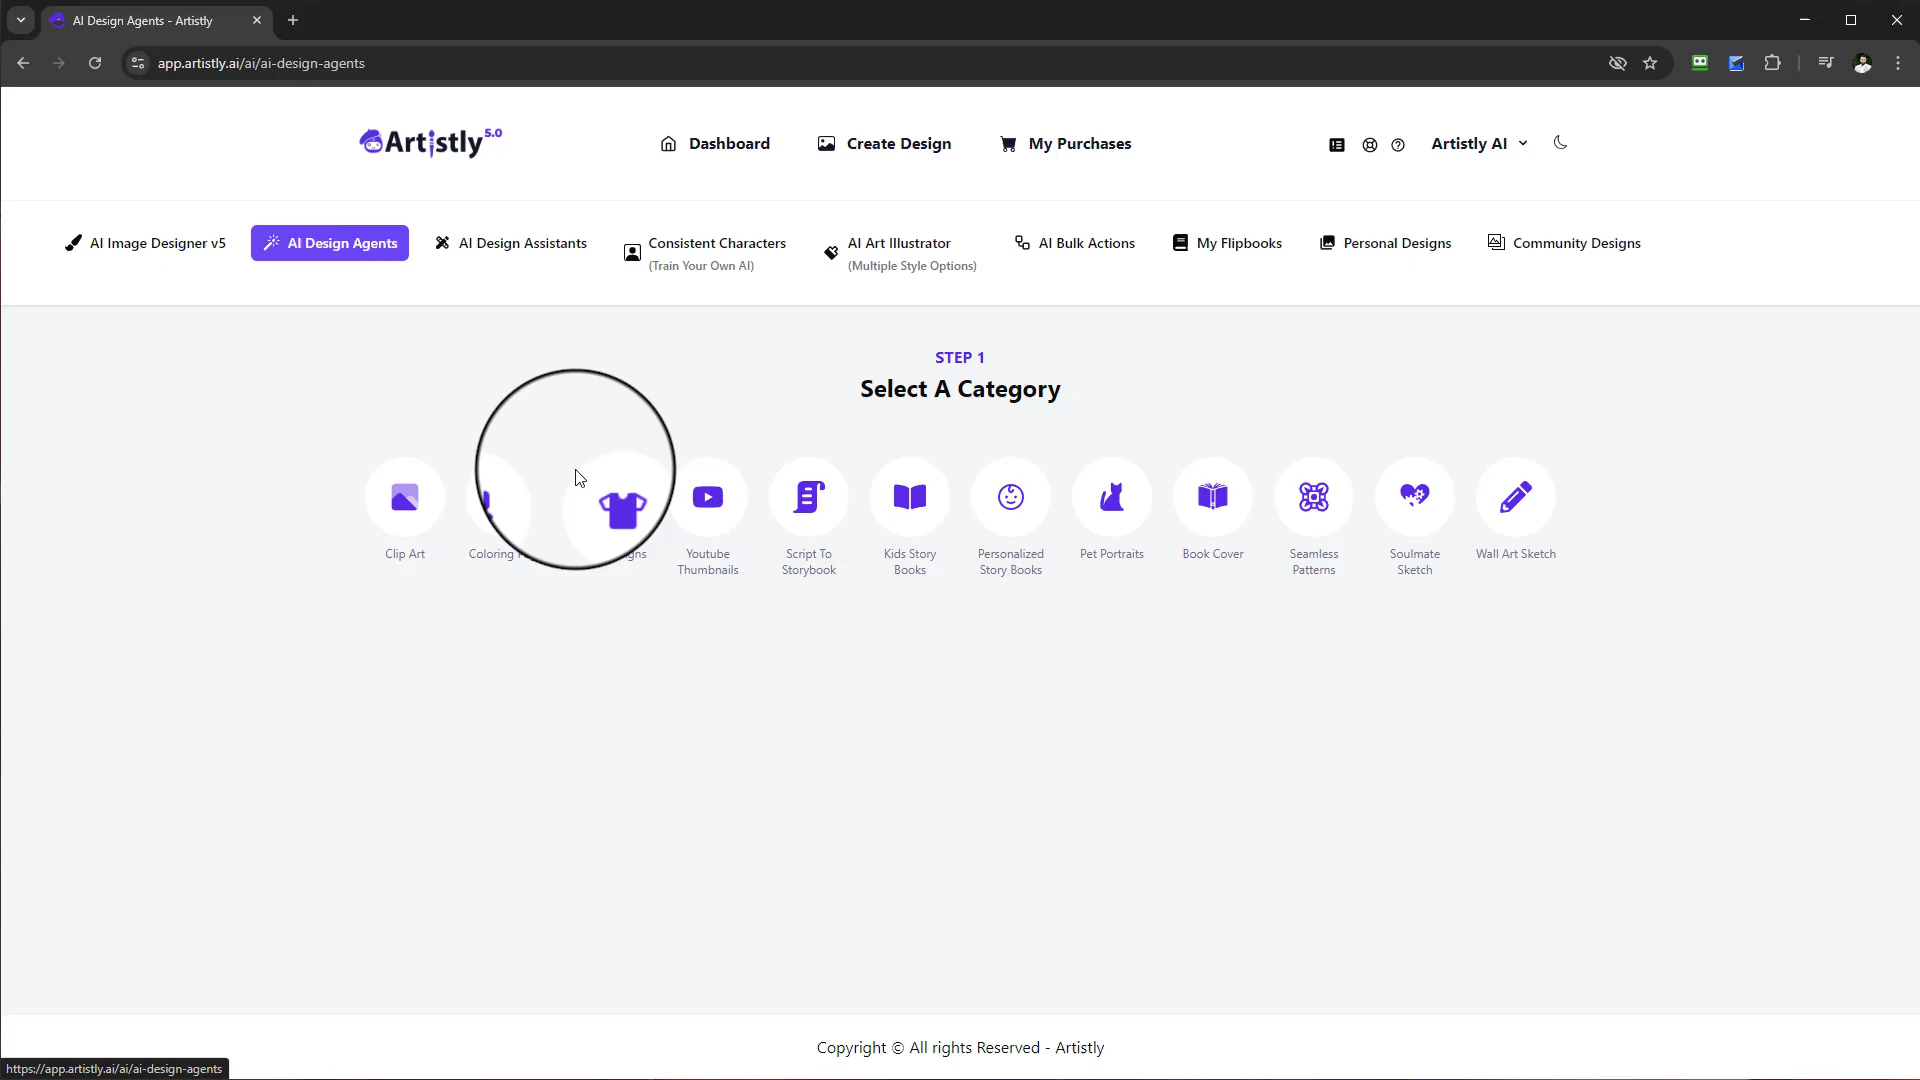 AI Design Agents - Artistly
app.artistly.ai/ai/ai-design-agents
Artistly 5.0
Dashboard
Create Design
My Purchases
Artistly AI
AI Image Designer v5
AI Design Agents
AI Design Assistants
Consistent Characters
(Train Your Own AI)
AI Art Illustrator
(Multiple Style Options)
AI Bulk Actions
My Flipbooks
Personal Designs
Community Designs
STEP 1
Select A Category
Clip Art
Coloring
Youtube
Thumbnails
Script To
Storybook
Kids Story
Books
Personalized
Story Books
Pet Portraits
Book Cover
Seamless
Patterns
Soulmate
Sketch
Wall Art Sketch
Copyright © All rights Reserved - Artistly
https://app.artistly.ai/ai/ai-design-agents